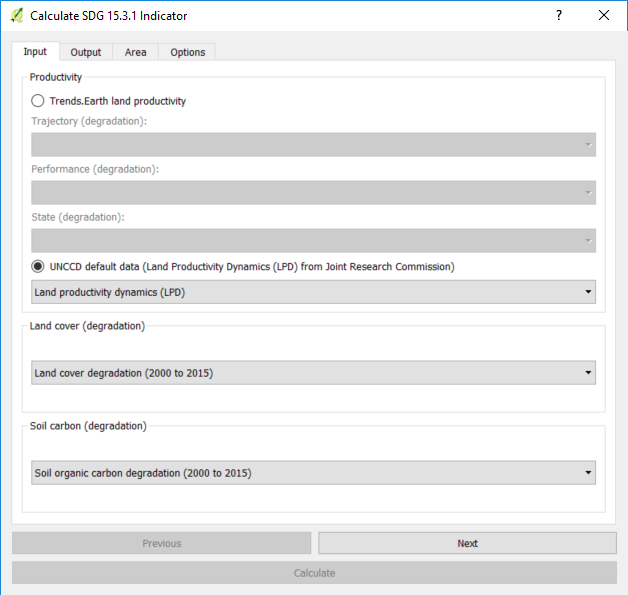 Calculate SDG 15.3.1 Indicator
?
Input Output Area Options
Productivity
Trends.Earth land productivity
Trajectory (degradation):
Performance (degradation):
State (degradation):
UNCCD default data (Land Productivity Dynamics (LPD) from Joint Research Commission)
Land productivity dynamics (LPD)
Land cover (degradation)
Land cover degradation (2000 to 2015)
Soil carbon (degradation)
Soil organic carbon degradation (2000 to 2015)
Previous Next
Calculate